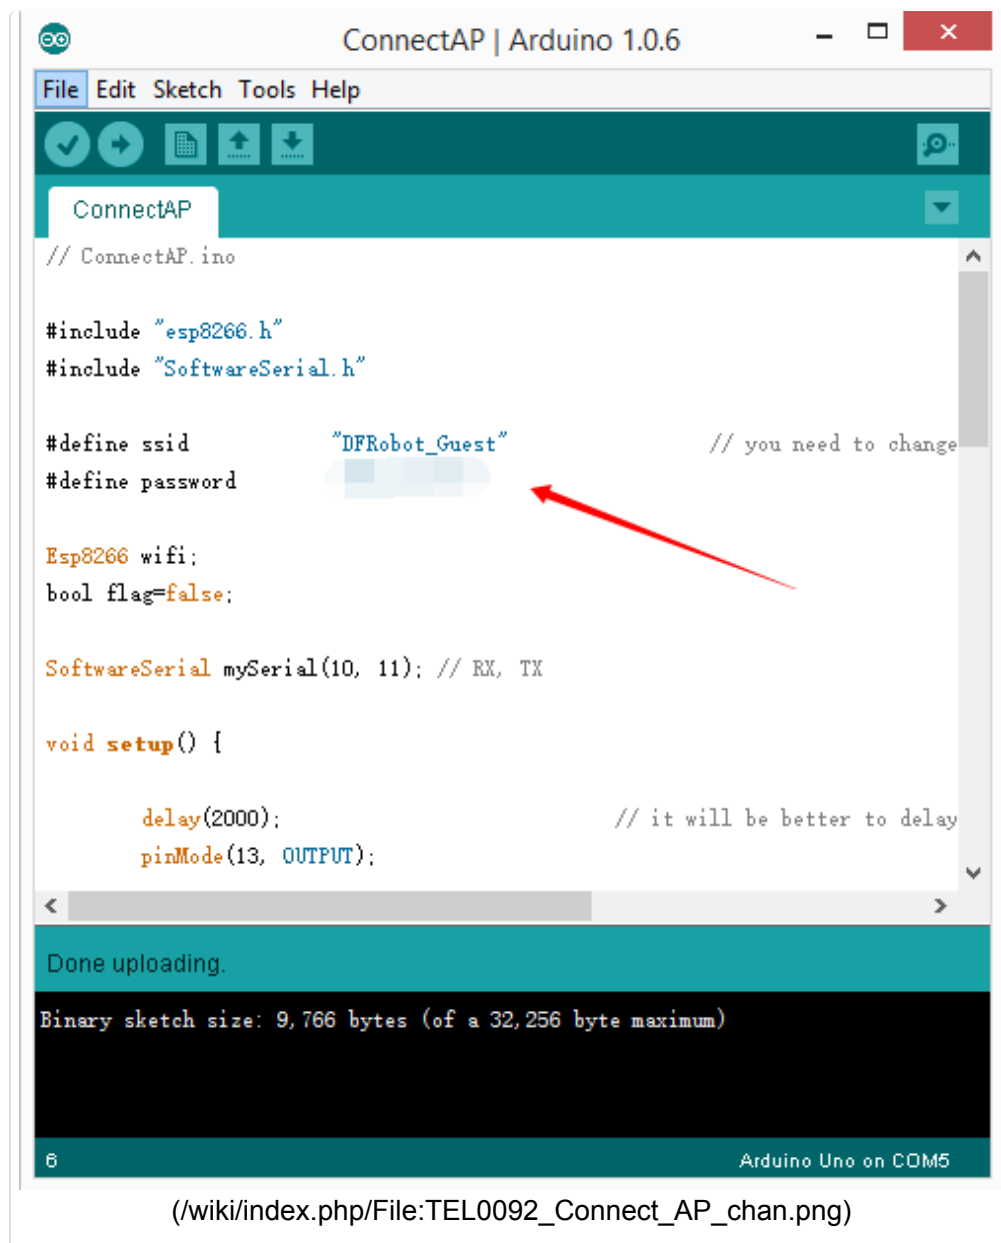 ConnectAP | Arduino 1.0.6
File Edit Sketch Tools Help
ConnectAP
// ConnectAP.ino
#include "esp8266.h"
#include "SoftwareSerial.h"
#define ssid "DFRobot_Guest" // you need to change
#define password
Esp8266 wifi;
bool flag=false;
SoftwareSerial mySerial(10, 11); // RX, TX
void setup() {
delay(2000); // it will be better to delay
pinMode(13, OUTPUT);
Done uploading.
Binary sketch size: 9,766 bytes (of a 32,256 byte maximum)
6 Arduino Uno on COM5
(/wiki/index.php/File:TEL0092_Connect_AP_chan.png)